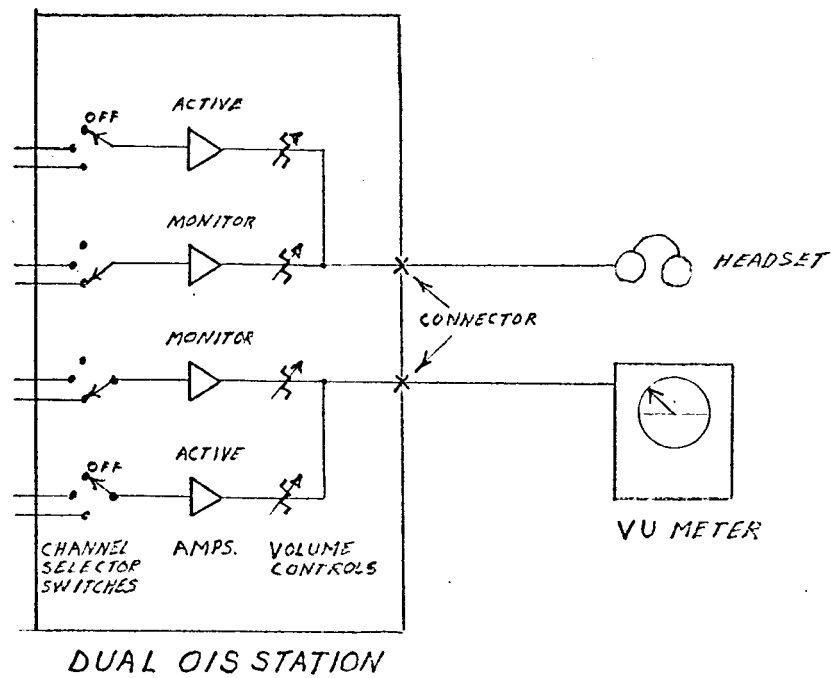 OFF
ACTIVE
MONITOR
HEADSET
CONNECTOR
MONITOR
OFF
ACTIVE
VU METER
CHANNEL
SELECTOR
SWITCHES
AMPS.
VOLUME
CONTROLS
DUAL OIS STATION